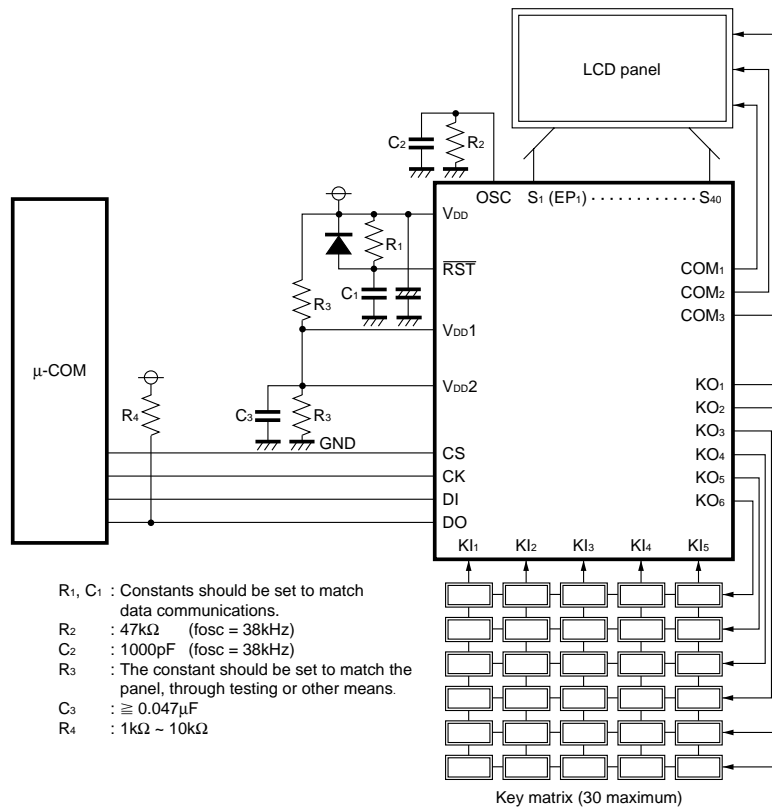 LCD panel
C₂
R₂
OSC
S₁ (EP₁) · · · · · · · · · · · · S₄₀
VDD
R₁
R̅S̅T̅
C₁
R₃
VDD1
μ-COM
VDD2
R₄
C₃
R₃
GND
COM₁
COM₂
COM₃
KO₁
KO₂
KO₃
KO₄
KO₅
KO₆
CS
CK
DI
DO
KI₁ KI₂ KI₃ KI₄ KI₅
R₁, C₁ : Constants should be set to match
data communications.
R₂ : 47kΩ (fosc = 38kHz)
C₂ : 1000pF (fosc = 38kHz)
R₃ : The constant should be set to match the
panel, through testing or other means.
C₃ : ≧ 0.047μF
R₄ : 1kΩ ~ 10kΩ
Key matrix (30 maximum)